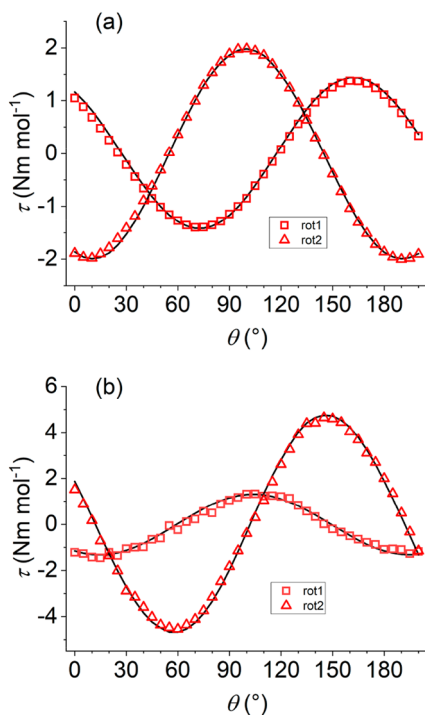 (a)
2
1
0
-1
-2
τ (Nm mol⁻¹)
rot1
rot2
0 30 60 90 120 150 180
θ (°)
(b)
6
4
2
0
-2
-4
τ (Nm mol⁻¹)
rot1
rot2
0 30 60 90 120 150 180
θ (°)